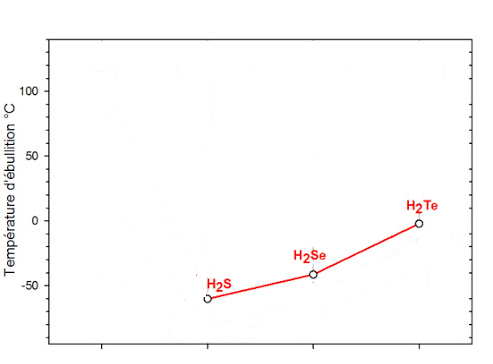 Température d'ébullition °C
100
50
0
-50
H2S
H2Se
H2Te